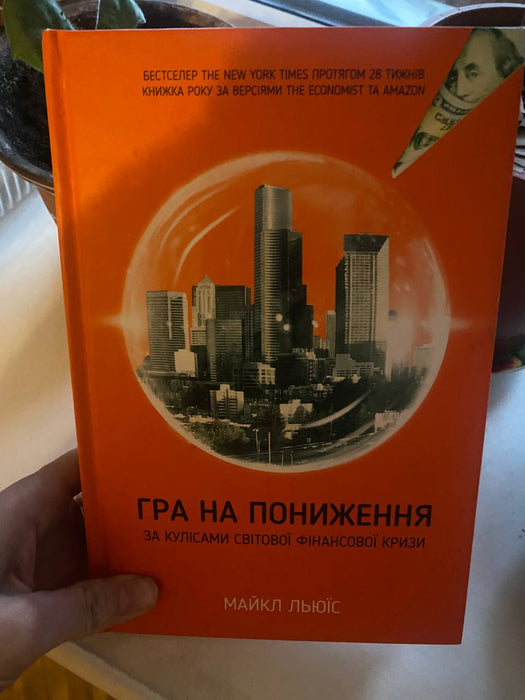 БЕСТСЕЛЕР THE NEW YORK TIMES ПРОТЯГОМ 28 ТИЖНІВ
КНИЖКА РОКУ ЗА ВЕРСІЯМИ THE ECONOMIST ТА AMAZON
ГРА НА ПОНИЖЕННЯ
ЗА КУЛІСАМИ СВІТОВОЇ ФІНАНСОВОЇ КРИЗИ
МАЙКЛ ЛЬЮЇС